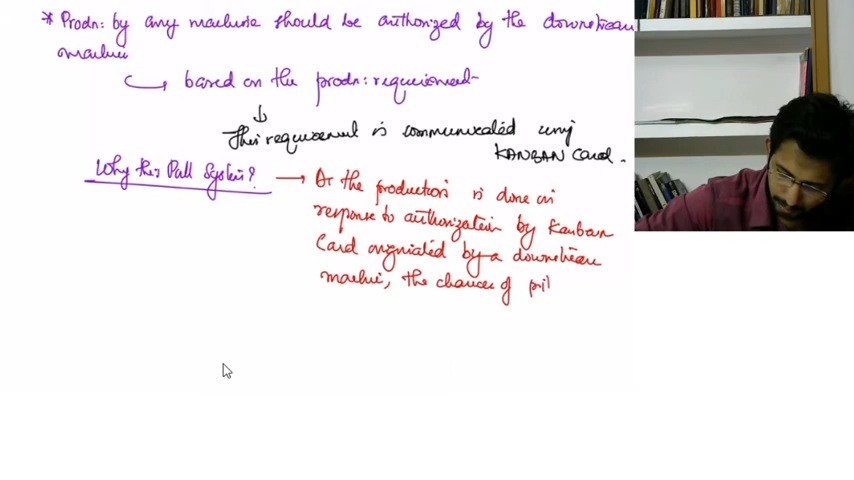 * Prodn: by any machine should be authorized by the downstream
machine
based on the prodn: requirement
This requirement is communicated using
KANBAN Card.
Why this Pull System? → As the production is done in
response to authorization by Kanban
Card originated by a downstream
machine, the chances of pil